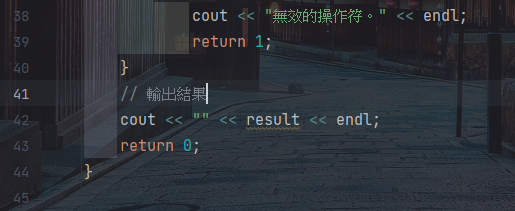 38 cout << "無效的操作符。" << endl;
39 return 1;
40 }
41 // 輸出結果
42 cout << "" << result << endl;
43 return 0;
44 }
45